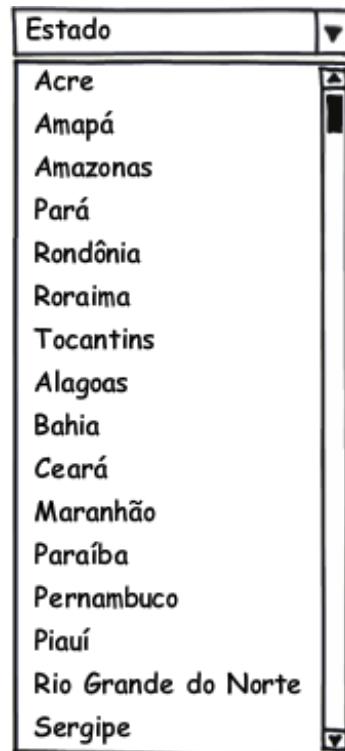 Estado
Acre
Amapá
Amazonas
Pará
Rondônia
Roraima
Tocantins
Alagoas
Bahia
Ceará
Maranhão
Paraíba
Pernambuco
Piauí
Rio Grande do Norte
Sergipe